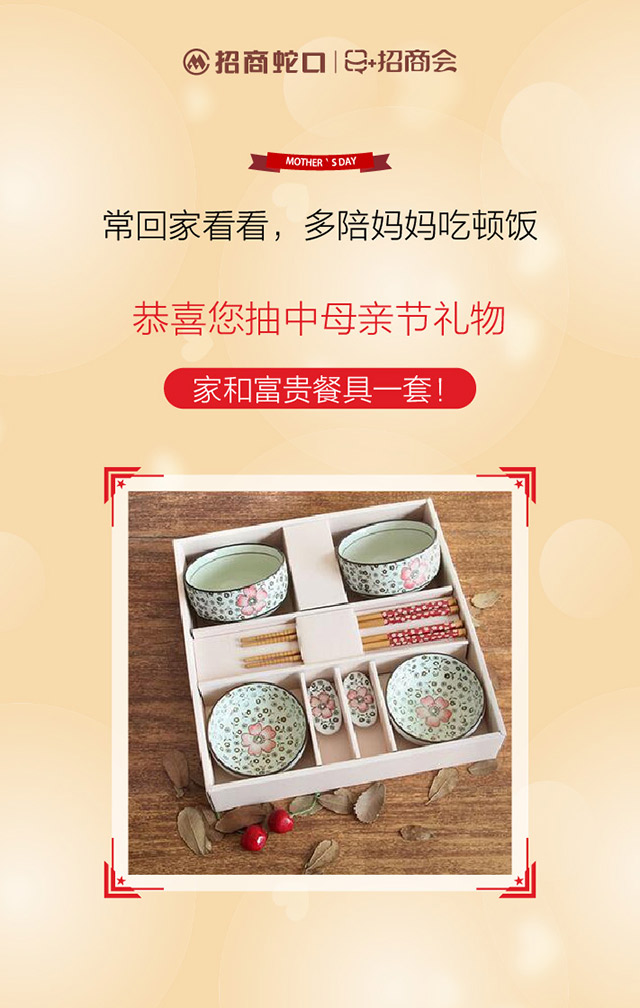 招商蛇口 | 招商会
MOTHER`S DAY
常回家看看，多陪妈妈吃顿饭
恭喜您抽中母亲节礼物
家和富贵餐具一套！